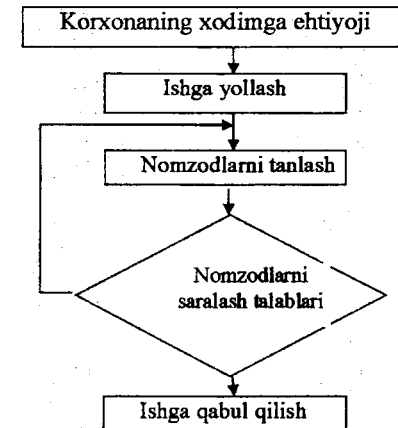 Korxonaning xodimga ehtiyoji
Ishga yollash
Nomzodlarni tanlash
Nomzodlarni
saralash talablari
Ishga qabul qilish